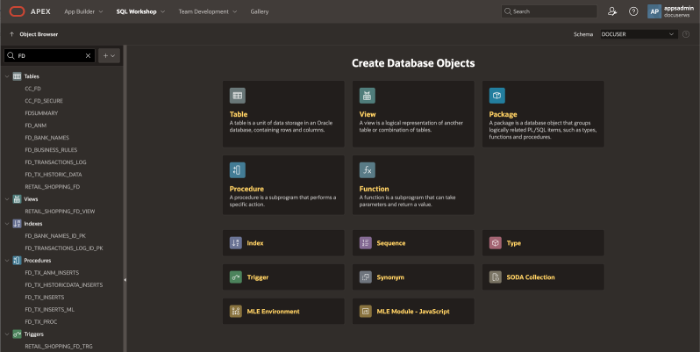 APEX App Builder SQL Workshop Team Development Gallery Search appsadmin
AP docuserws
Object Browser Schema DOCUSER
FD
Create Database Objects
Tables
CC_FD
CC_FD_SECURE
FDSUMMARY
FD_ANM
FD_BANK_NAMES
FD_BUSINESS_RULES
FD_TRANSACTIONS_LOG
FD_TX_HISTORIC_DATA
RETAIL_SHOPPING_FD
Views
RETAIL_SHOPPING_FD_VIEW
Indexes
FD_BANK_NAMES_ID_PK
FD_TRANSACTIONS_LOG_ID_PK
Procedures
FD_TX_ANM_INSERTS
FD_TX_HISTORICDATA_INSERTS
FD_TX_INSERTS
FD_TX_INSERTS_ML
FD_TX_PROC
Triggers
RETAIL_SHOPPING_FD_TRG
Table
A table is a unit of data storage in an Oracle
database, containing rows and columns.
View
A view is a logical representation of another
table or combination of tables.
Package
A package is a database object that groups
logically related PL/SQL items, such as types,
functions and procedures.
Procedure
A procedure is a subprogram that performs a
specific action.
Function
A function is a subprogram that can take
parameters and return a value.
Index
Sequence
Type
Trigger
Synonym
SODA Collection
MLE Environment
MLE Module - JavaScript